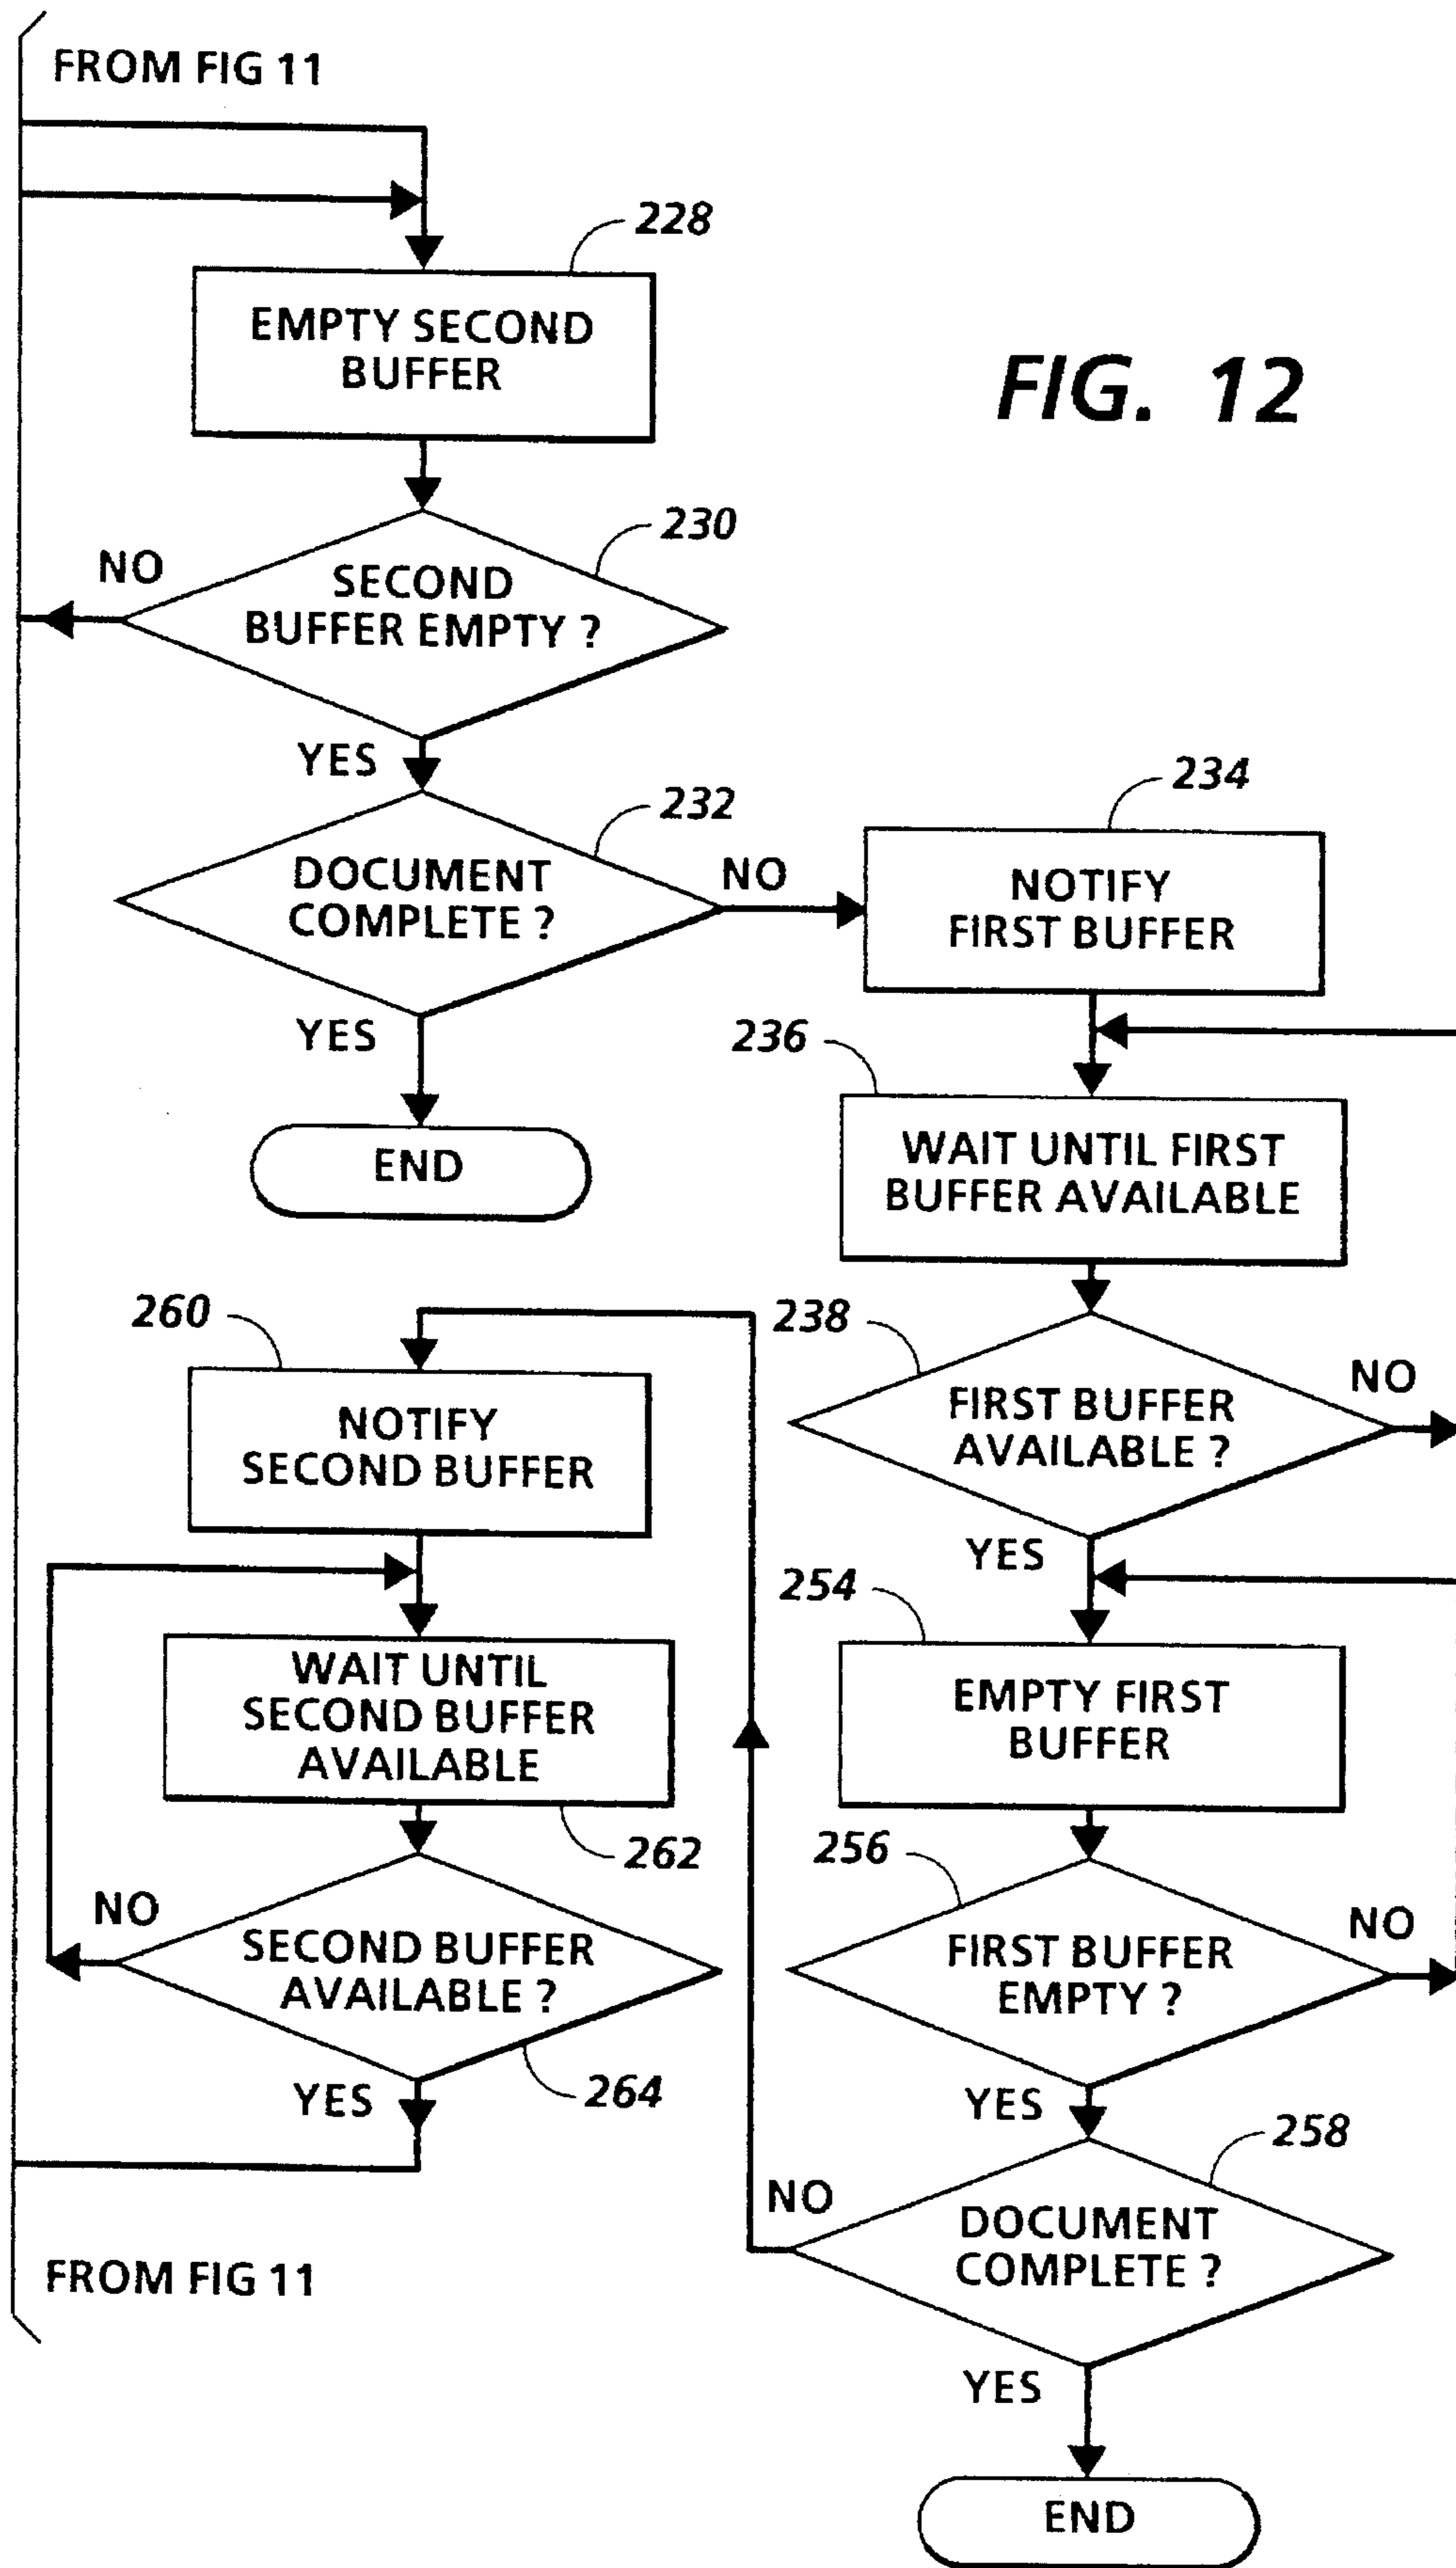 FROM FIG 11
228
EMPTY SECOND
BUFFER
FIG. 12
230
NO
SECOND
BUFFER EMPTY ?
YES
232
DOCUMENT
COMPLETE ?
NO
234
NOTIFY
FIRST BUFFER
YES
END
236
WAIT UNTIL FIRST
BUFFER AVAILABLE
238
FIRST BUFFER
AVAILABLE ?
NO
YES
254
EMPTY FIRST
BUFFER
256
FIRST BUFFER
EMPTY ?
NO
YES
258
DOCUMENT
COMPLETE ?
NO
YES
END
260
NOTIFY
SECOND BUFFER
WAIT UNTIL
SECOND BUFFER
AVAILABLE
262
NO
SECOND BUFFER
AVAILABLE ?
YES
264
FROM FIG 11